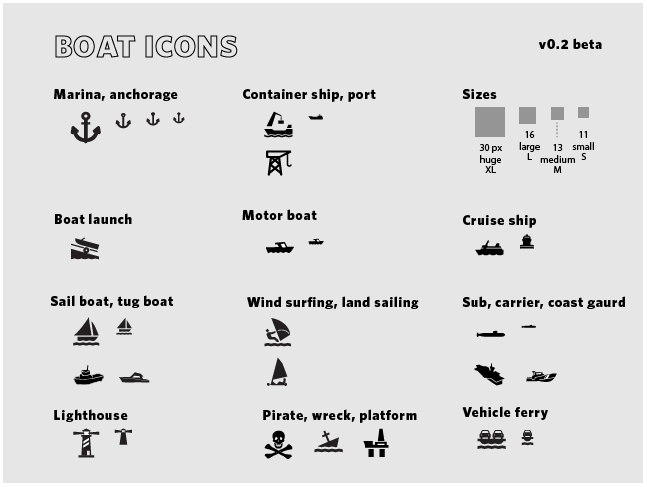 BOAT ICONS
v0.2 beta
Marina, anchorage
Container ship, port
Sizes
30 px
huge
XL
16
large
L
13
medium
M
11
small
S
Boat launch
Motor boat
Cruise ship
Sail boat, tug boat
Wind surfing, land sailing
Sub, carrier, coast gaurd
Lighthouse
Pirate, wreck, platform
Vehicle ferry